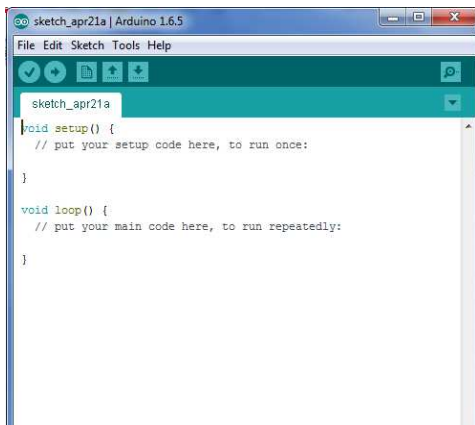 sketch_apr21a | Arduino 1.6.5
File Edit Sketch Tools Help
sketch_apr21a
void setup() {
  // put your setup code here, to run once:
}
void loop() {
  // put your main code here, to run repeatedly:
}